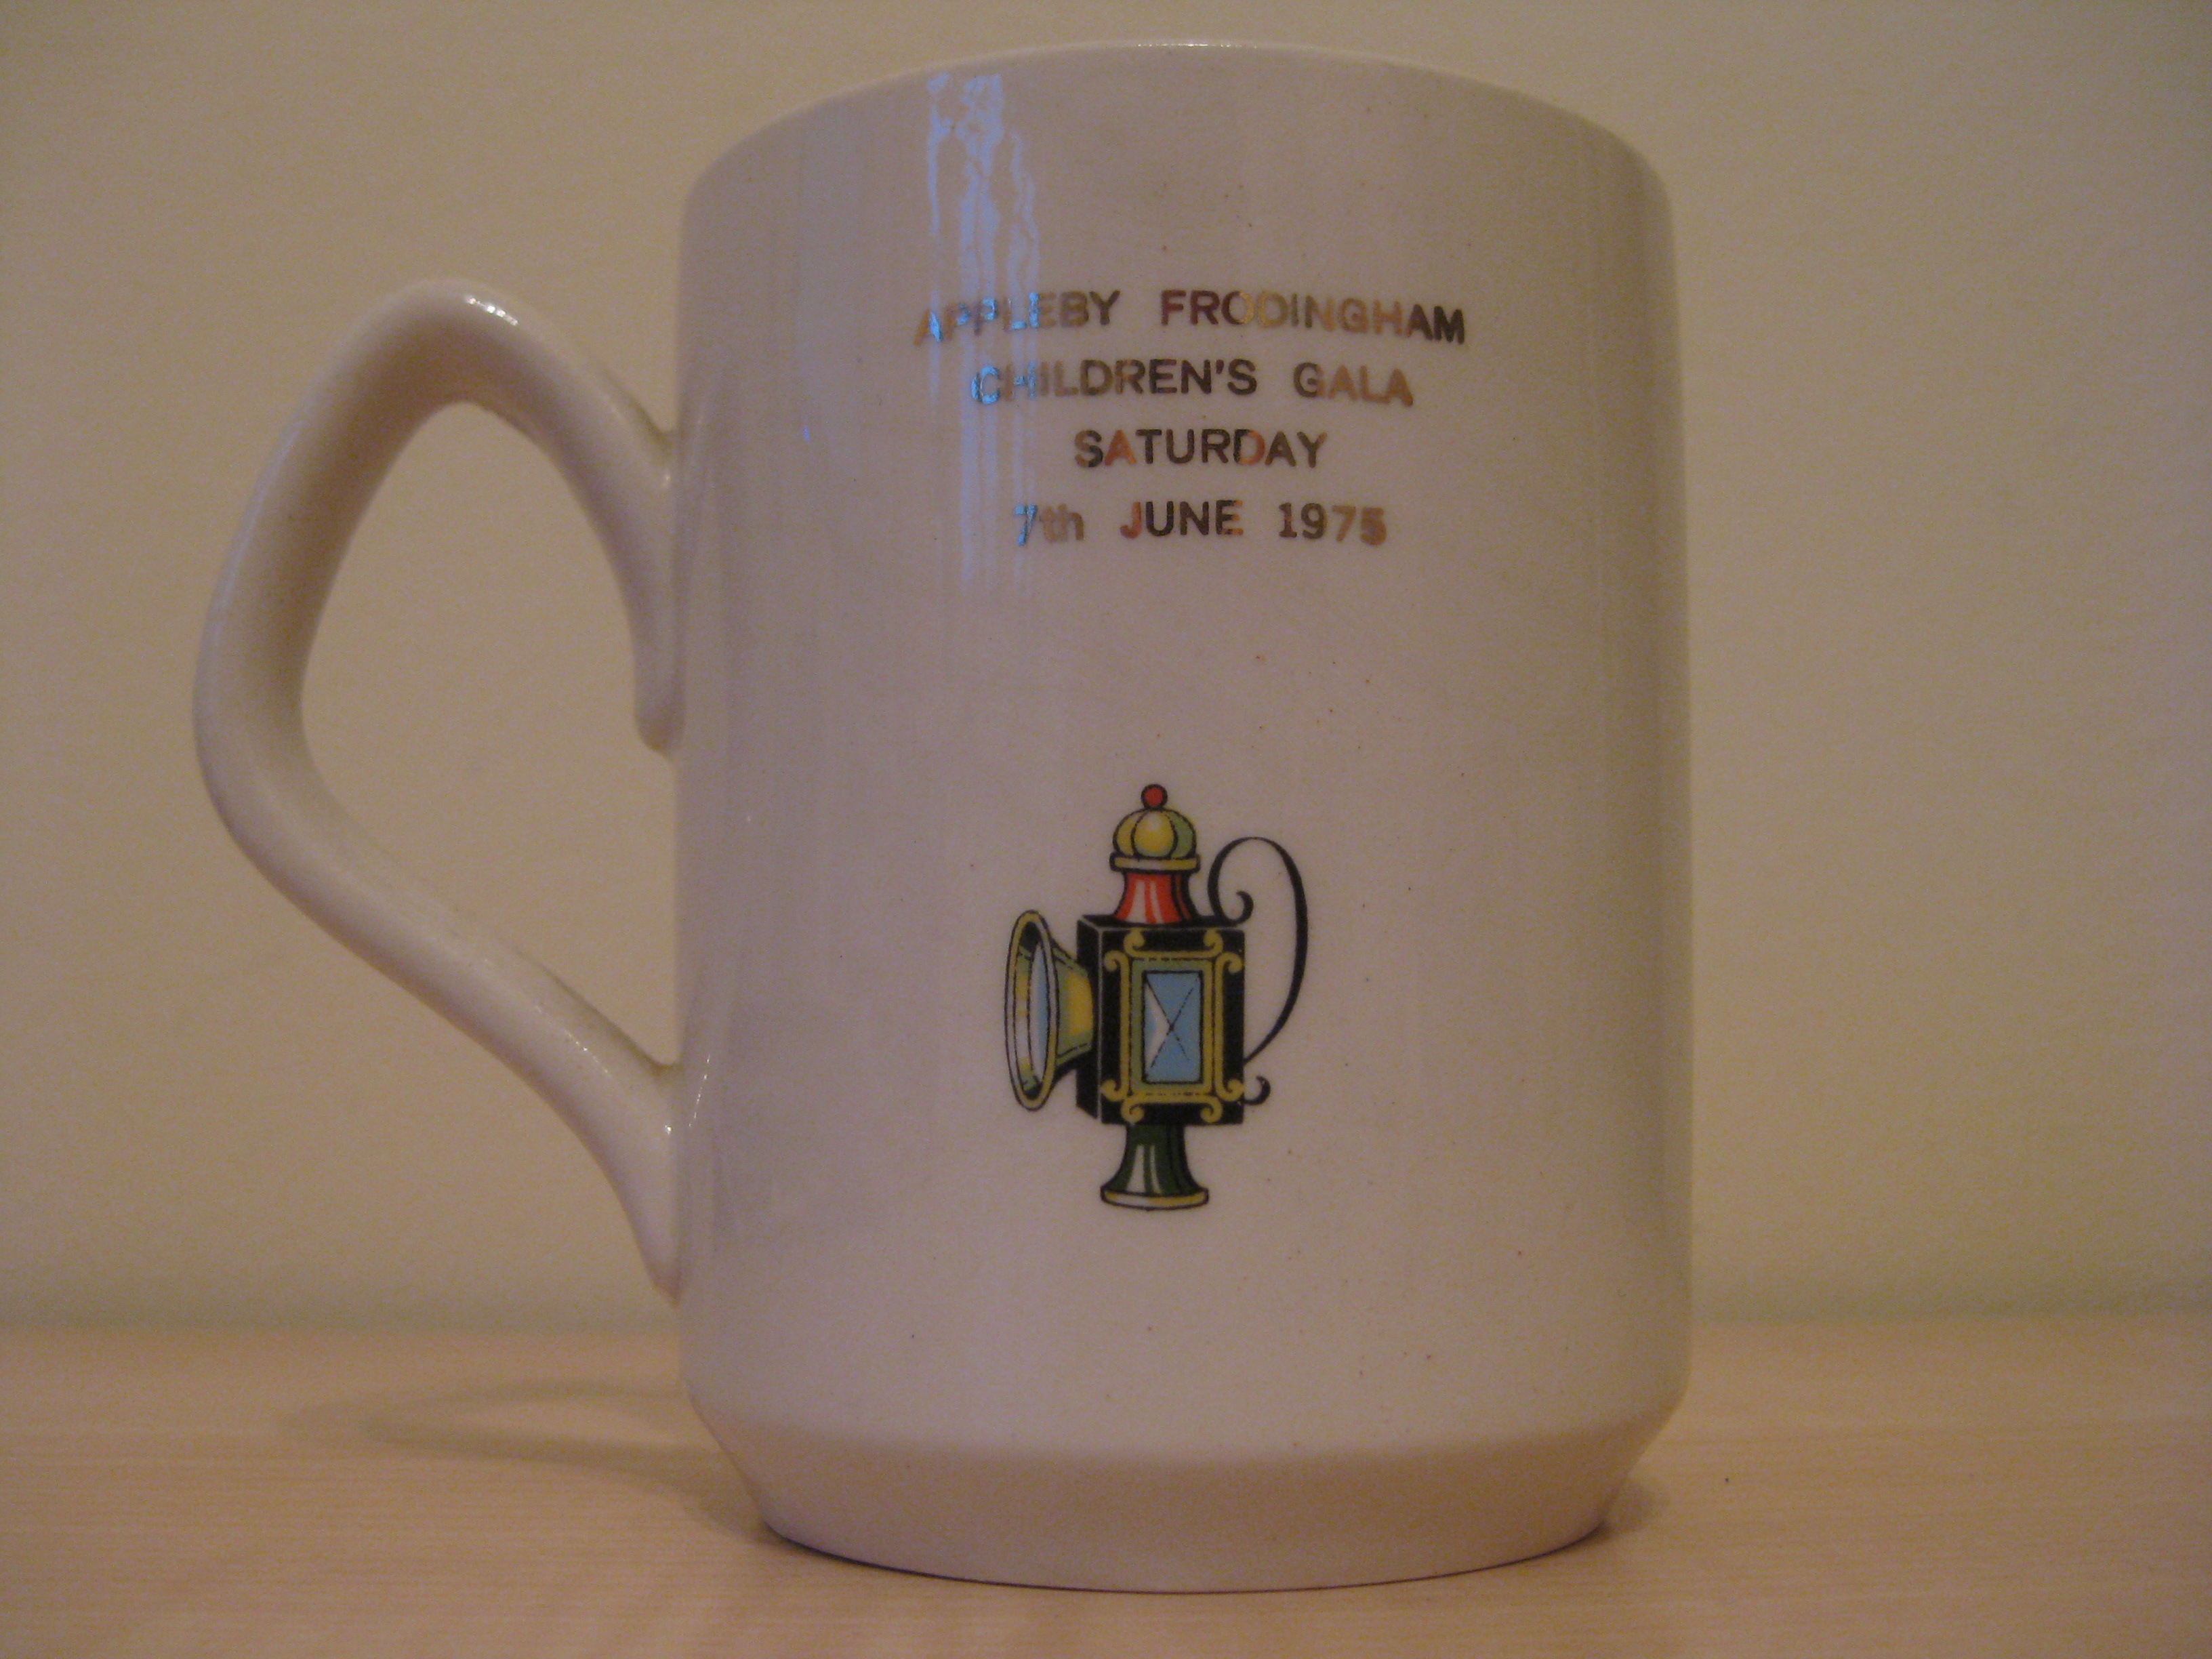 APPLEBY FRODINGHAM
CHILDREN'S GALA
SATURDAY
7th JUNE 1975